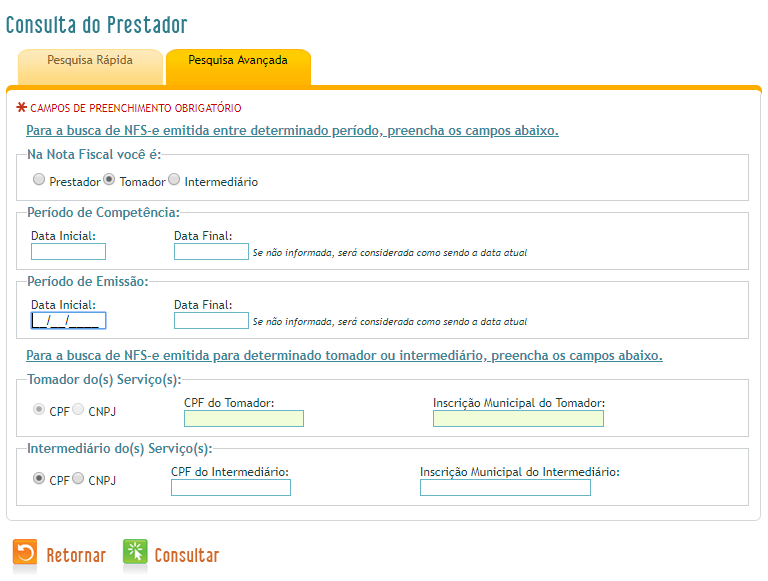 Consulta do Prestador
Pesquisa Rápida Pesquisa Avançada
* CAMPOS DE PREENCHIMENTO OBRIGATÓRIO
Para a busca de NFS-e emitida entre determinado período, preencha os campos abaixo.
Na Nota Fiscal você é:
Prestador Tomador Intermediário
Período de Competência:
Data Inicial: Data Final:
Se não informada, será considerada como sendo a data atual
Período de Emissão:
Data Inicial: Data Final:
__/__/____ Se não informada, será considerada como sendo a data atual
Para a busca de NFS-e emitida para determinado tomador ou intermediário, preencha os campos abaixo.
Tomador do(s) Serviço(s):
CPF CNPJ CPF do Tomador: Inscrição Municipal do Tomador:
Intermediário do(s) Serviço(s):
CPF CNPJ CPF do Intermediário: Inscrição Municipal do Intermediário:
Retornar Consultar